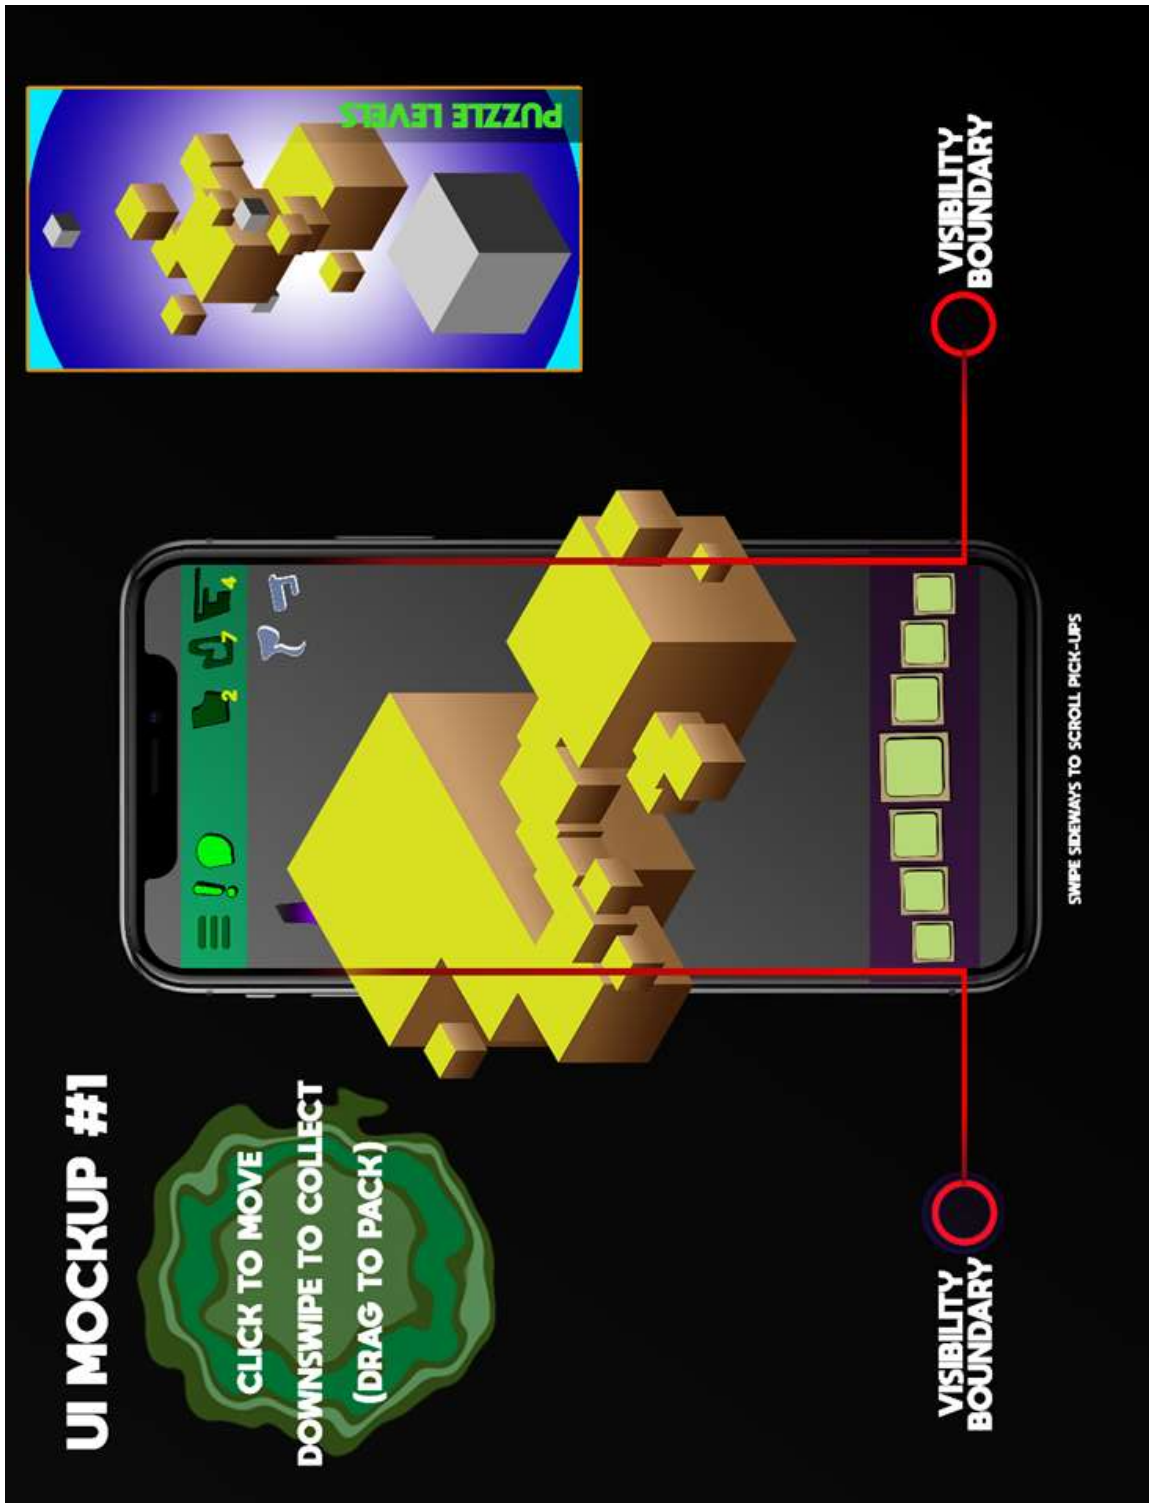 UI MOCKUP #1
CLICK TO MOVE
DOWNSWIPE TO COLLECT
(DRAG TO PACK)
PUZZLE LEVELS
2
7
4
VISIBILITY
BOUNDARY
VISIBILITY
BOUNDARY
SWIPE SIDEWAYS TO SCROLL PICK-UPS